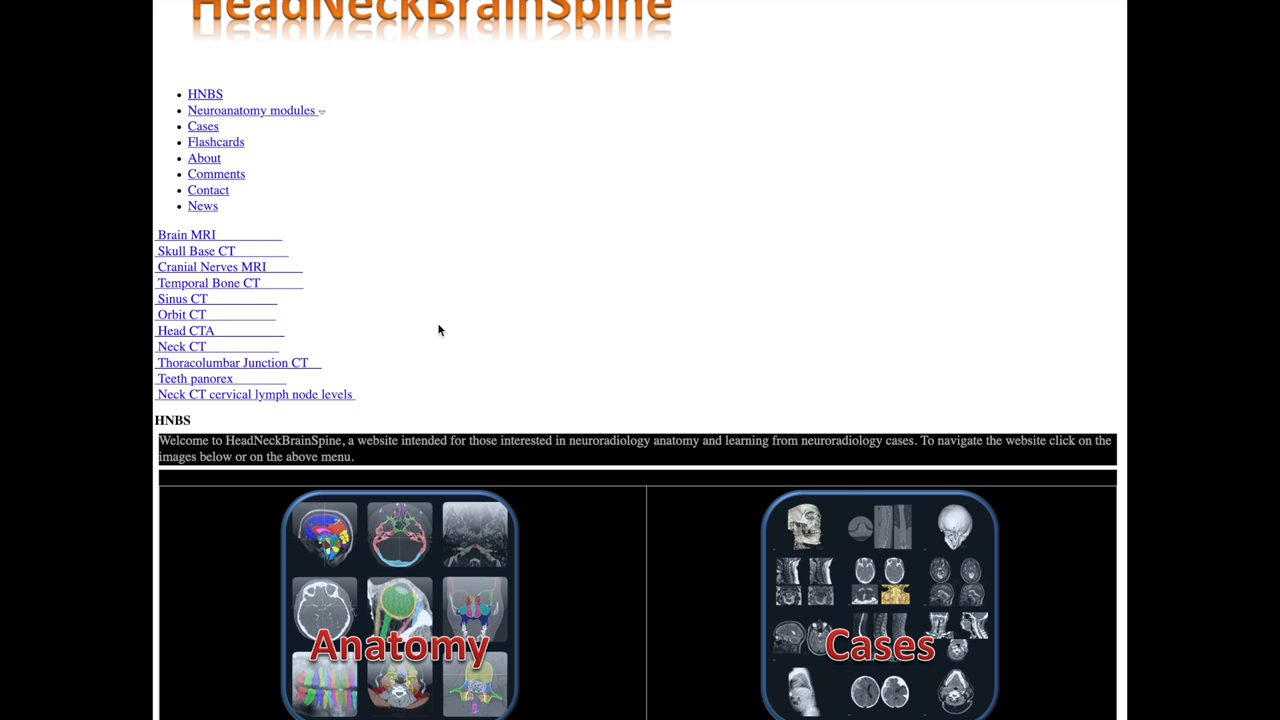 HeadNeckBrainSpine
HNBS
Neuroanatomy modules
Cases
Flashcards
About
Comments
Contact
News
Brain MRI
Skull Base CT
Cranial Nerves MRI
Temporal Bone CT
Sinus CT
Orbit CT
Head CTA
Neck CT
Thoracolumbar Junction CT
Teeth panorex
Neck CT cervical lymph node levels
HNBS
Welcome to HeadNeckBrainSpine, a website intended for those interested in neuroradiology anatomy and learning from neuroradiology cases. To navigate the website click on the
images below or on the above menu.
Anatomy
Cases